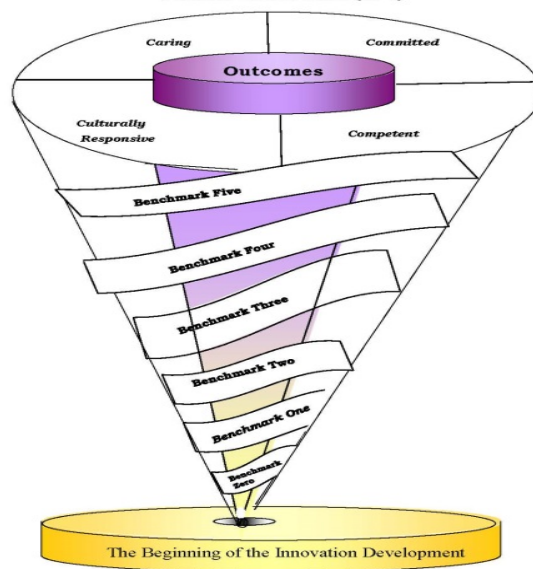 Caring
Committed
Outcomes
Culturally
Responsive
Competent
Benchmark Five
Benchmark Four
Benchmark Three
Benchmark Two
Benchmark One
Benchmark
Zero
The Beginning of the Innovation Development